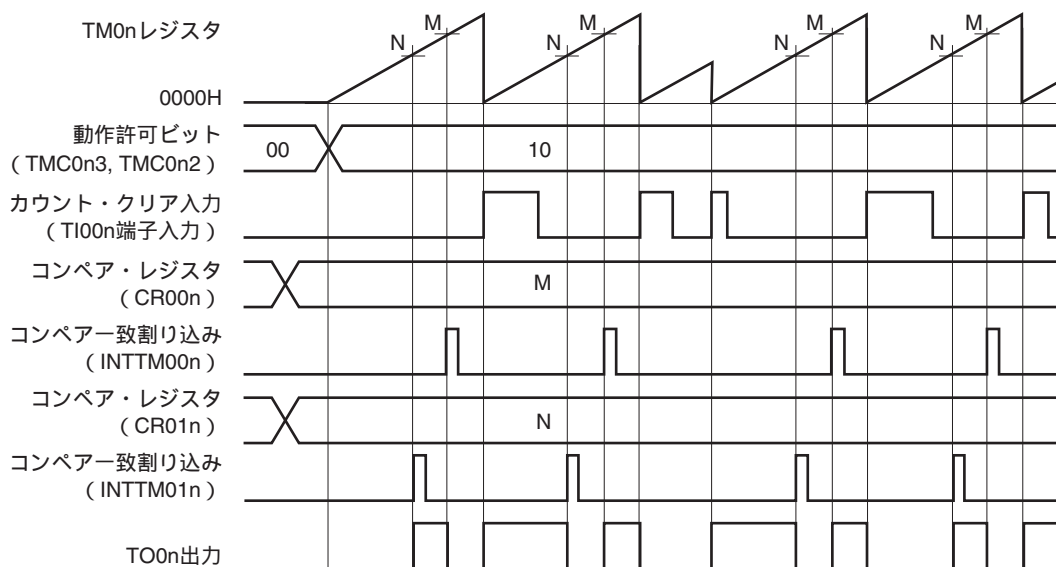 TM0nレジスタ
M
M
M
M
N
N
N
N
0000H
動作許可ビット
(TMC0n3, TMC0n2)
00
10
カウント・クリア入力
(TI00n端子入力)
コンペア・レジスタ
(CR00n)
M
コンペア一致割り込み
(INTTM00n)
コンペア・レジスタ
(CR01n)
N
コンペア一致割り込み
(INTTM01n)
TO0n出力